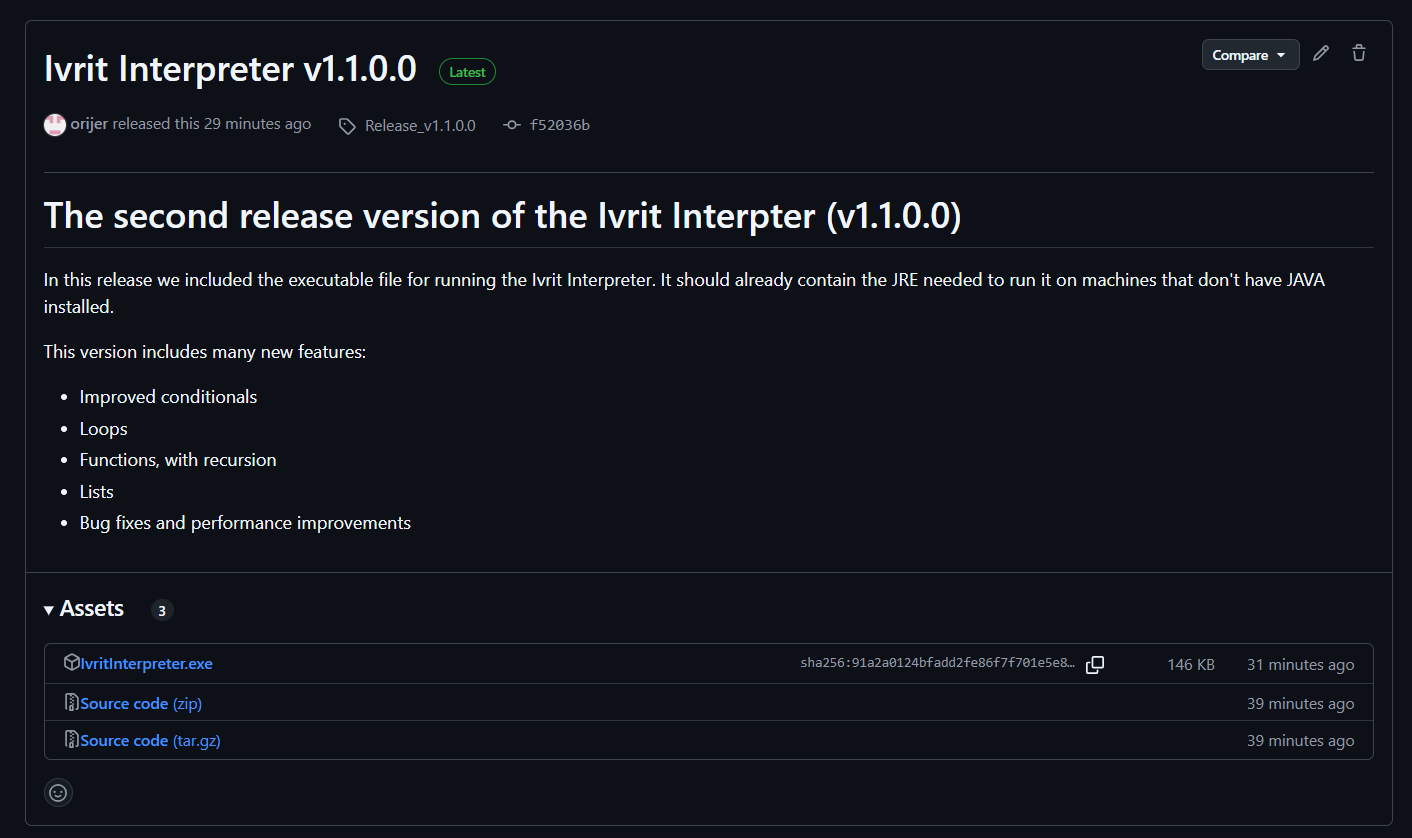 Ivrit Interpreter v1.1.0.0 Latest
Compare
orijer released this 29 minutes ago Release_v1.1.0.0 f52036b
The second release version of the Ivrit Interpter (v1.1.0.0)
In this release we included the executable file for running the Ivrit Interpreter. It should already contain the JRE needed to run it on machines that don't have JAVA
installed.
This version includes many new features:
• Improved conditionals
• Loops
• Functions, with recursion
• Lists
• Bug fixes and performance improvements
Assets 3
IvritInterpreter.exe sha256:91a2a0124bfadd2fe86f7f701e5e8… 146 KB 31 minutes ago
Source code (zip) 39 minutes ago
Source code (tar.gz) 39 minutes ago